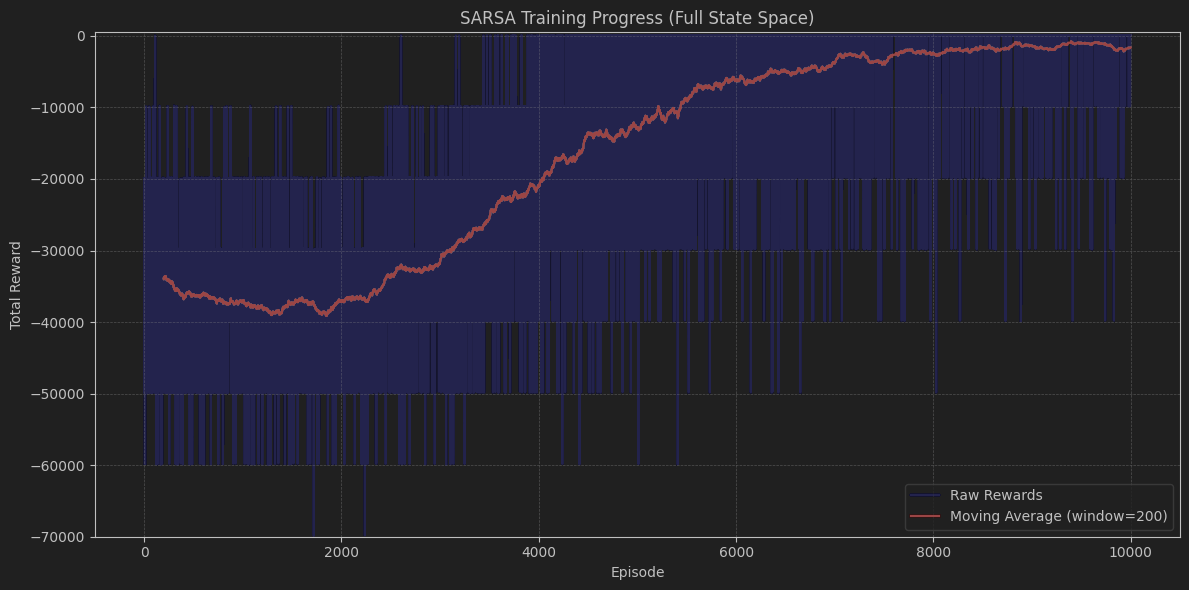 SARSA Training Progress (Full State Space)
0
−10000
−20000
−30000
−40000
−50000
−60000
−70000
Total Reward
0
2000
4000
6000
8000
10000
Episode
Raw Rewards
Moving Average (window=200)